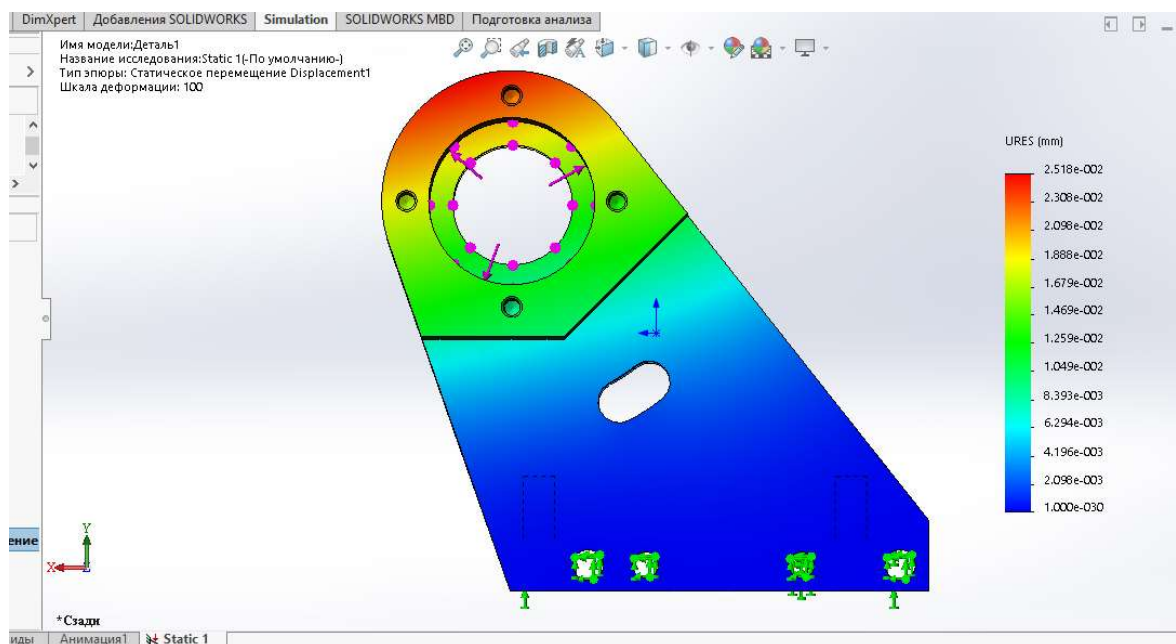 DimXpert Добавления SOLIDWORKS Simulation SOLIDWORKS MBD Подготовка анализа
Имя модели:Деталь1
Название исследования:Static 1(-По умолчанию-)
Тип эпюры: Статическое перемещение Displacement1
Шкала деформации: 100
URES (mm)
2.518e-002
2.308e-002
2.098e-002
1.888e-002
1.679e-002
1.469e-002
1.259e-002
1.049e-002
8.393e-003
6.294e-003
4.196e-003
2.098e-003
1.000e-030
ение
Y
X
Z
*Сзади
иды Анимация1 Static 1